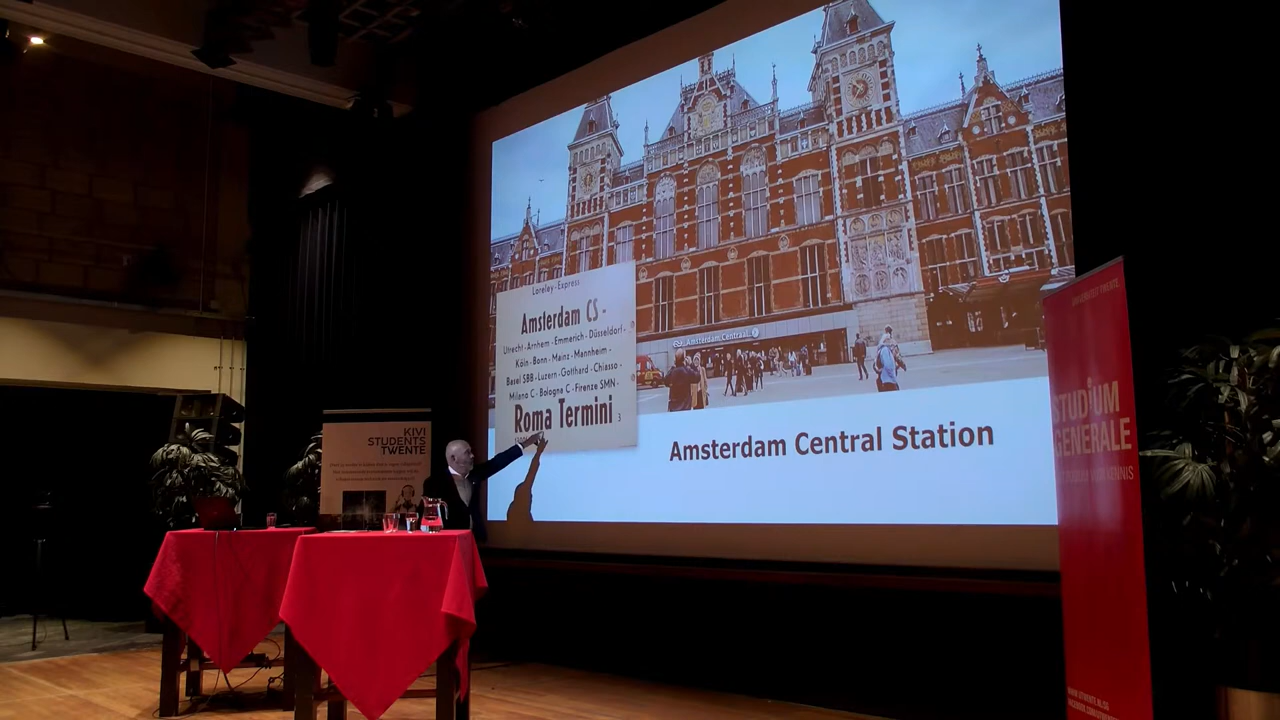 Loreley-Express
Amsterdam CS -
Utrecht - Arnhem - Emmerich - Düsseldorf -
Köln - Bonn - Mainz - Mannheim -
Basel SBB - Luzern - Gotthard - Chiasso -
Milano C - Bologna C - Firenze SMN -
Roma Termini 3
Amsterdam Centraal
Amsterdam Central Station
KIVI
STUDENTS
TWENTE
STUDIUM
GENERALE